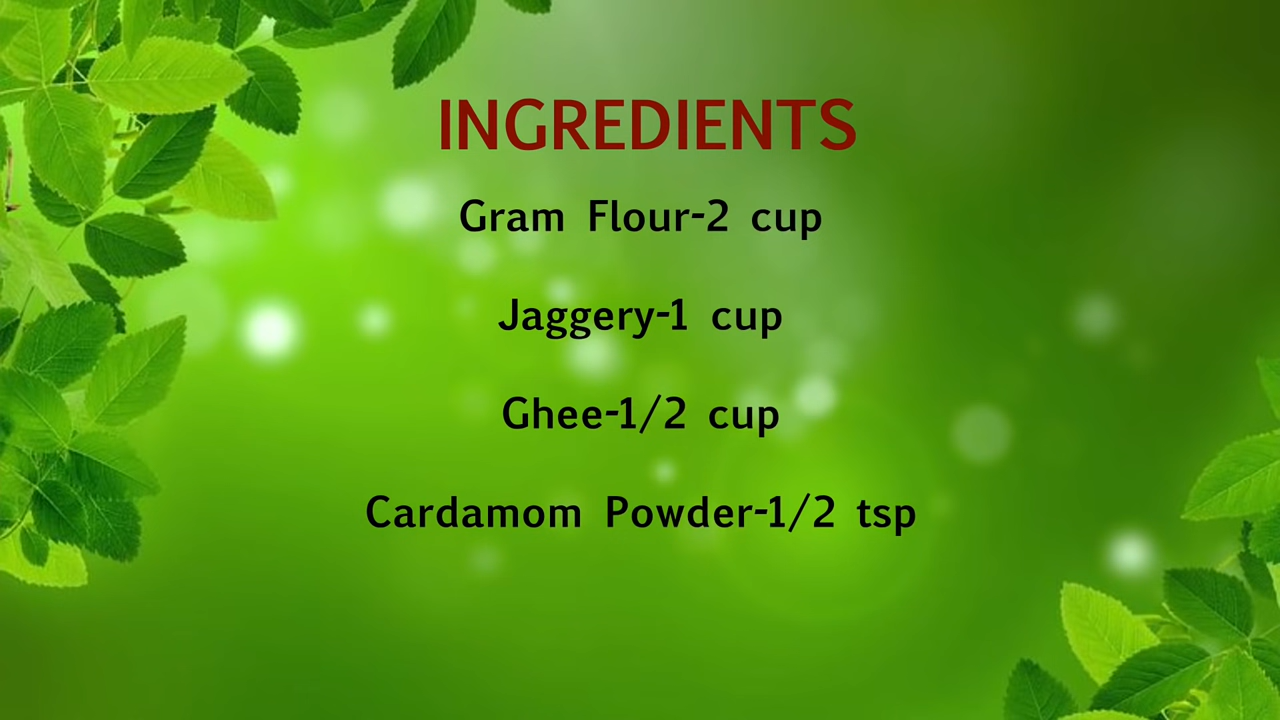 INGREDIENTS
Gram Flour-2 cup
Jaggery-1 cup
Ghee-1/2 cup
Cardamom Powder-1/2 tsp